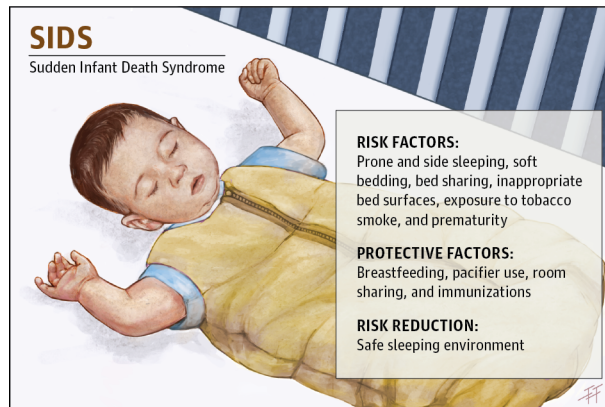 SIDS
Sudden Infant Death Syndrome
RISK FACTORS:
Prone and side sleeping, soft
bedding, bed sharing, inappropriate
bed surfaces, exposure to tobacco
smoke, and prematurity
PROTECTIVE FACTORS:
Breastfeeding, pacifier use, room
sharing, and immunizations
RISK REDUCTION:
Safe sleeping environment